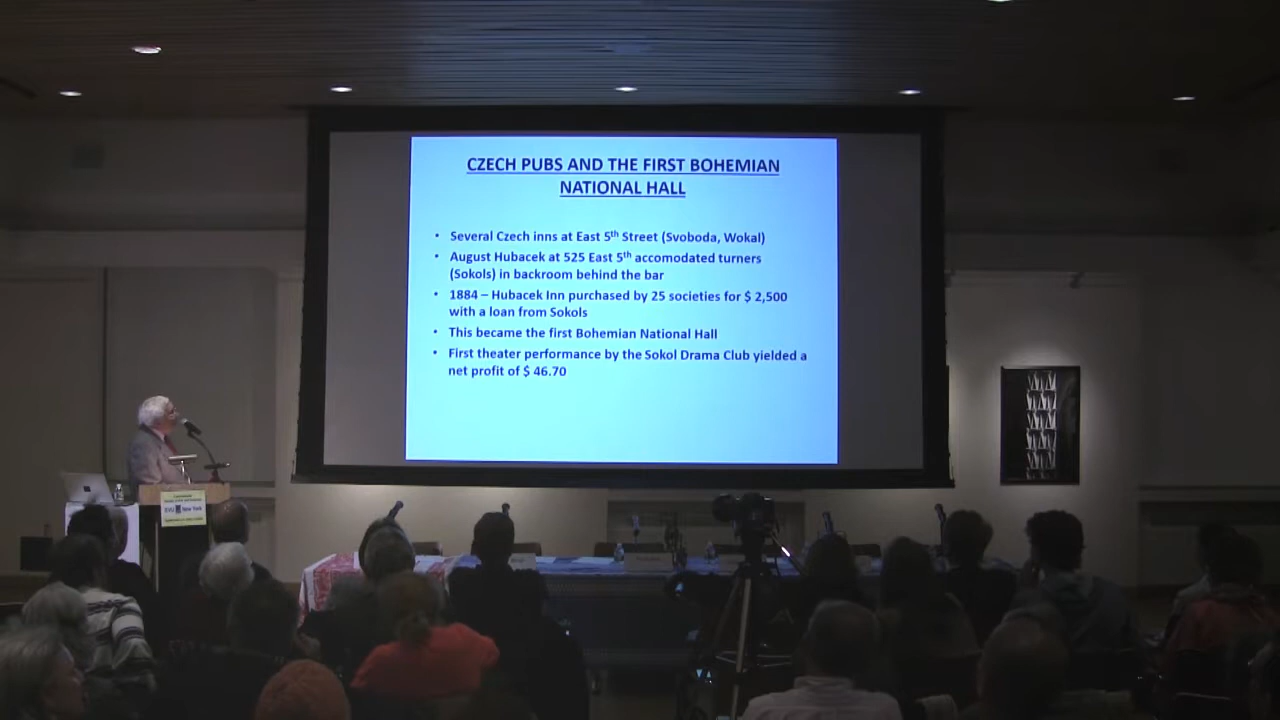 CZECH PUBS AND THE FIRST BOHEMIAN
NATIONAL HALL
• Several Czech inns at East 5th Street (Svoboda, Wokal)
• August Hubacek at 525 East 5th accomodated turners
(Sokols) in backroom behind the bar
• 1884 – Hubacek Inn purchased by 25 societies for $ 2,500
with a loan from Sokols
• This became the first Bohemian National Hall
• First theater performance by the Sokol Drama Club yielded a
net profit of $ 46.70
New York